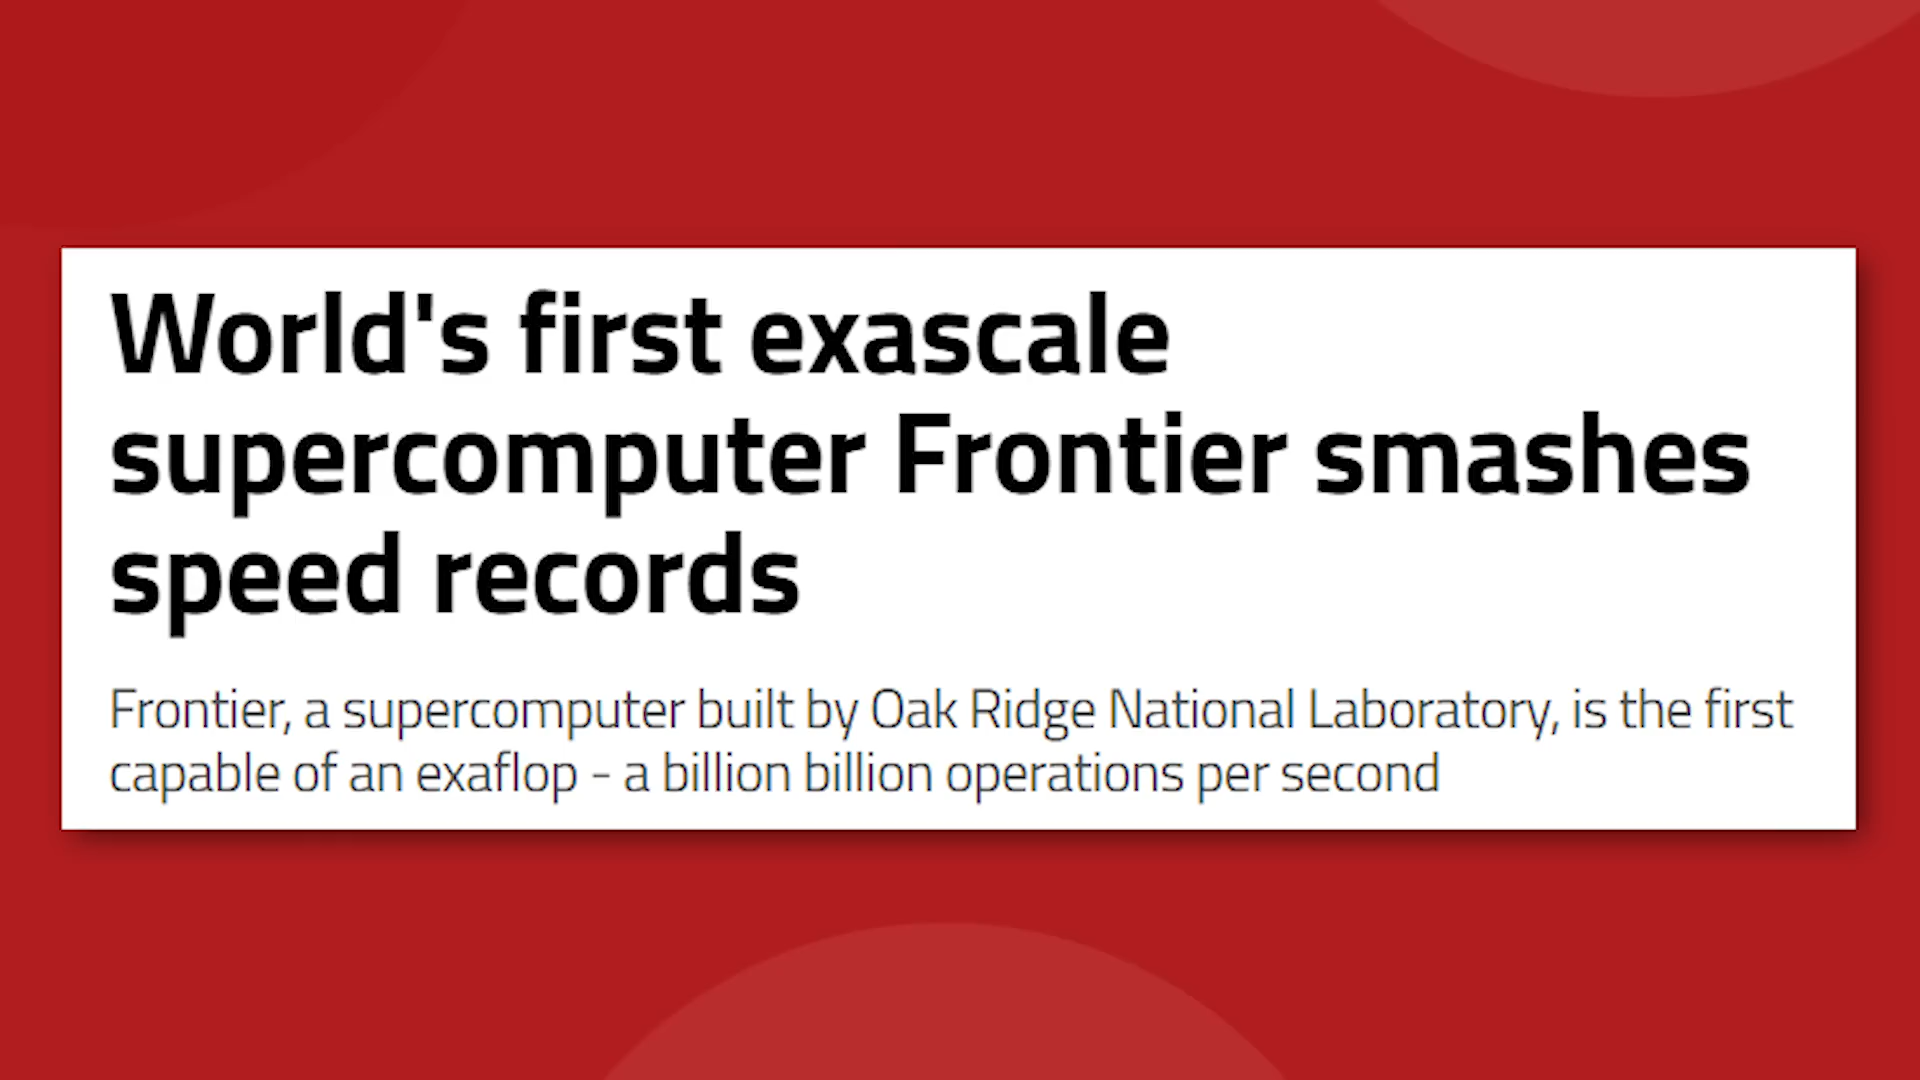 World's first exascale
supercomputer Frontier smashes
speed records
Frontier, a supercomputer built by Oak Ridge National Laboratory, is the first
capable of an exaflop - a billion billion operations per second